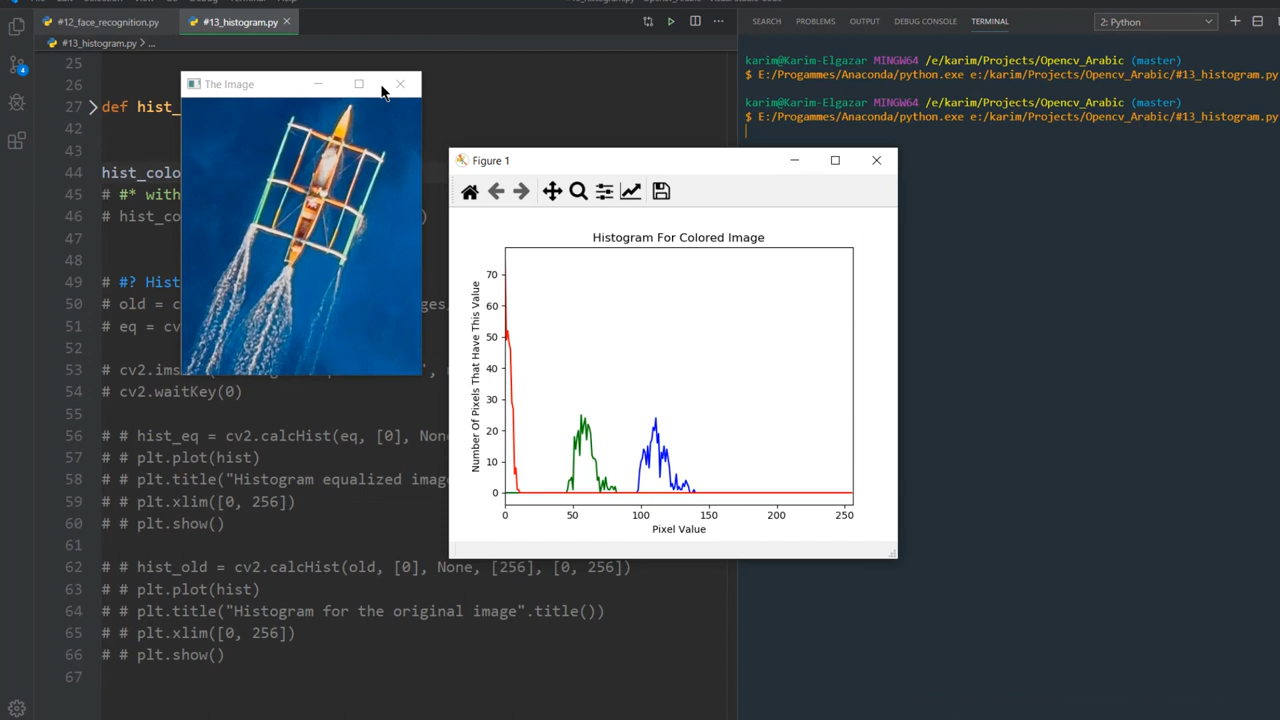 #12_face_recognition.py
#13_histogram.py
SEARCH
PROBLEMS
OUTPUT
DEBUG CONSOLE
TERMINAL
2: Python
#13_histogram.py > ...
25
26
27 def hist_
42
43
44 hist_colo
45 # #* with
46 # hist_co )
47
48
49 # #? Hist
50 # old = c ges
51 # eq = cv
52
53 # cv2.ims ",
54 # cv2.waitKey(0)
55
56 # # hist_eq = cv2.calcHist(eq, [0], None
57 # # plt.plot(hist)
58 # # plt.title("Histogram equalized imag
59 # # plt.xlim([0, 256])
60 # # plt.show()
61
62 # # hist_old = cv2.calcHist(old, [0], None, [256], [0, 256])
63 # # plt.plot(hist)
64 # # plt.title("Histogram for the original image".title())
65 # # plt.xlim([0, 256])
66 # # plt.show()
67
The Image
Figure 1
Histogram For Colored Image
Number Of Pixels That Have This Value
70
60
50
40
30
20
10
0
0 50 100 150 200 250
Pixel Value
karim@Karim-Elgazar MINGW64 /e/karim/Projects/Opencv_Arabic (master)
$ E:/Progammes/Anaconda/python.exe e:/karim/Projects/Opencv_Arabic/#13_histogram.py
karim@Karim-Elgazar MINGW64 /e/karim/Projects/Opencv_Arabic (master)
$ E:/Progammes/Anaconda/python.exe e:/karim/Projects/Opencv_Arabic/#13_histogram.py
4